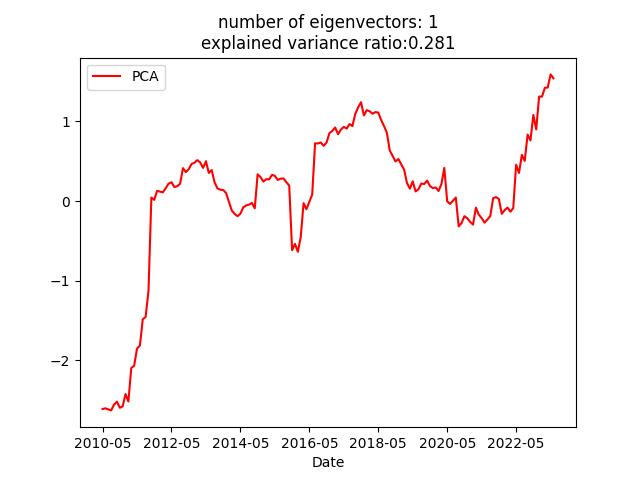 number of eigenvectors: 1
explained variance ratio:0.281
PCA
1
0
−1
−2
2010-05 2012-05 2014-05 2016-05 2018-05 2020-05 2022-05
Date